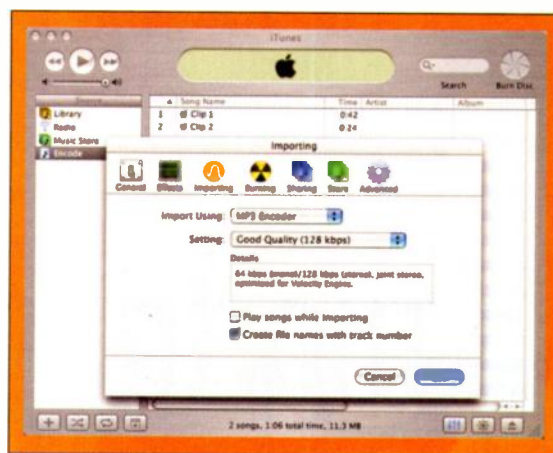 iTunes
Search
Burn Disc
Source
Library
Radio
Music Store
Encode
Song Name Time Artist Album
1 Clip 1 0:42
2 Clip 2 0:24
Importing
General Effects Importing Burning Sharing Store Advanced
Import Using: MP3 Encoder
Setting: Good Quality (128 kbps)
Details
64 kbps (mono)/128 kbps (stereo), joint stereo,
optimized for Velocity Engine.
Play songs while importing
Create file names with track number
Cancel
2 songs, 1:06 total time, 11.3 MB